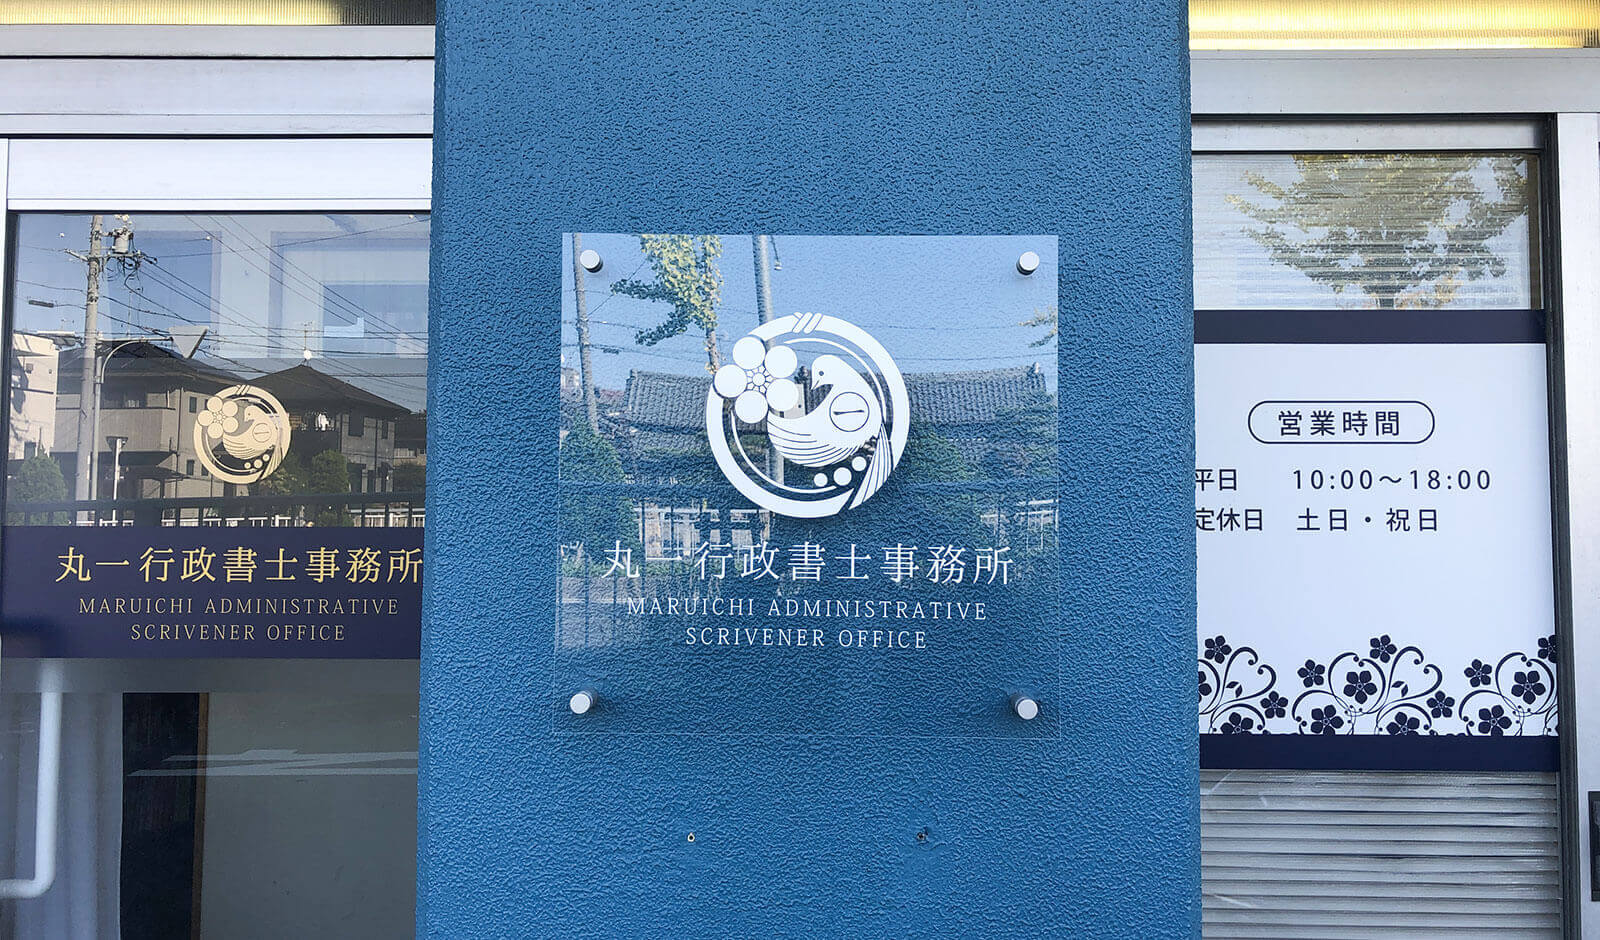 丸一行政書士事務所
MARUICHI ADMINISTRATIVE
SCRIVENER OFFICE
一
丸一行政書士事務所
MARUICHI ADMINISTRATIVE
SCRIVENER OFFICE
営業時間
平日 10:00～18:00
定休日 土日・祝日